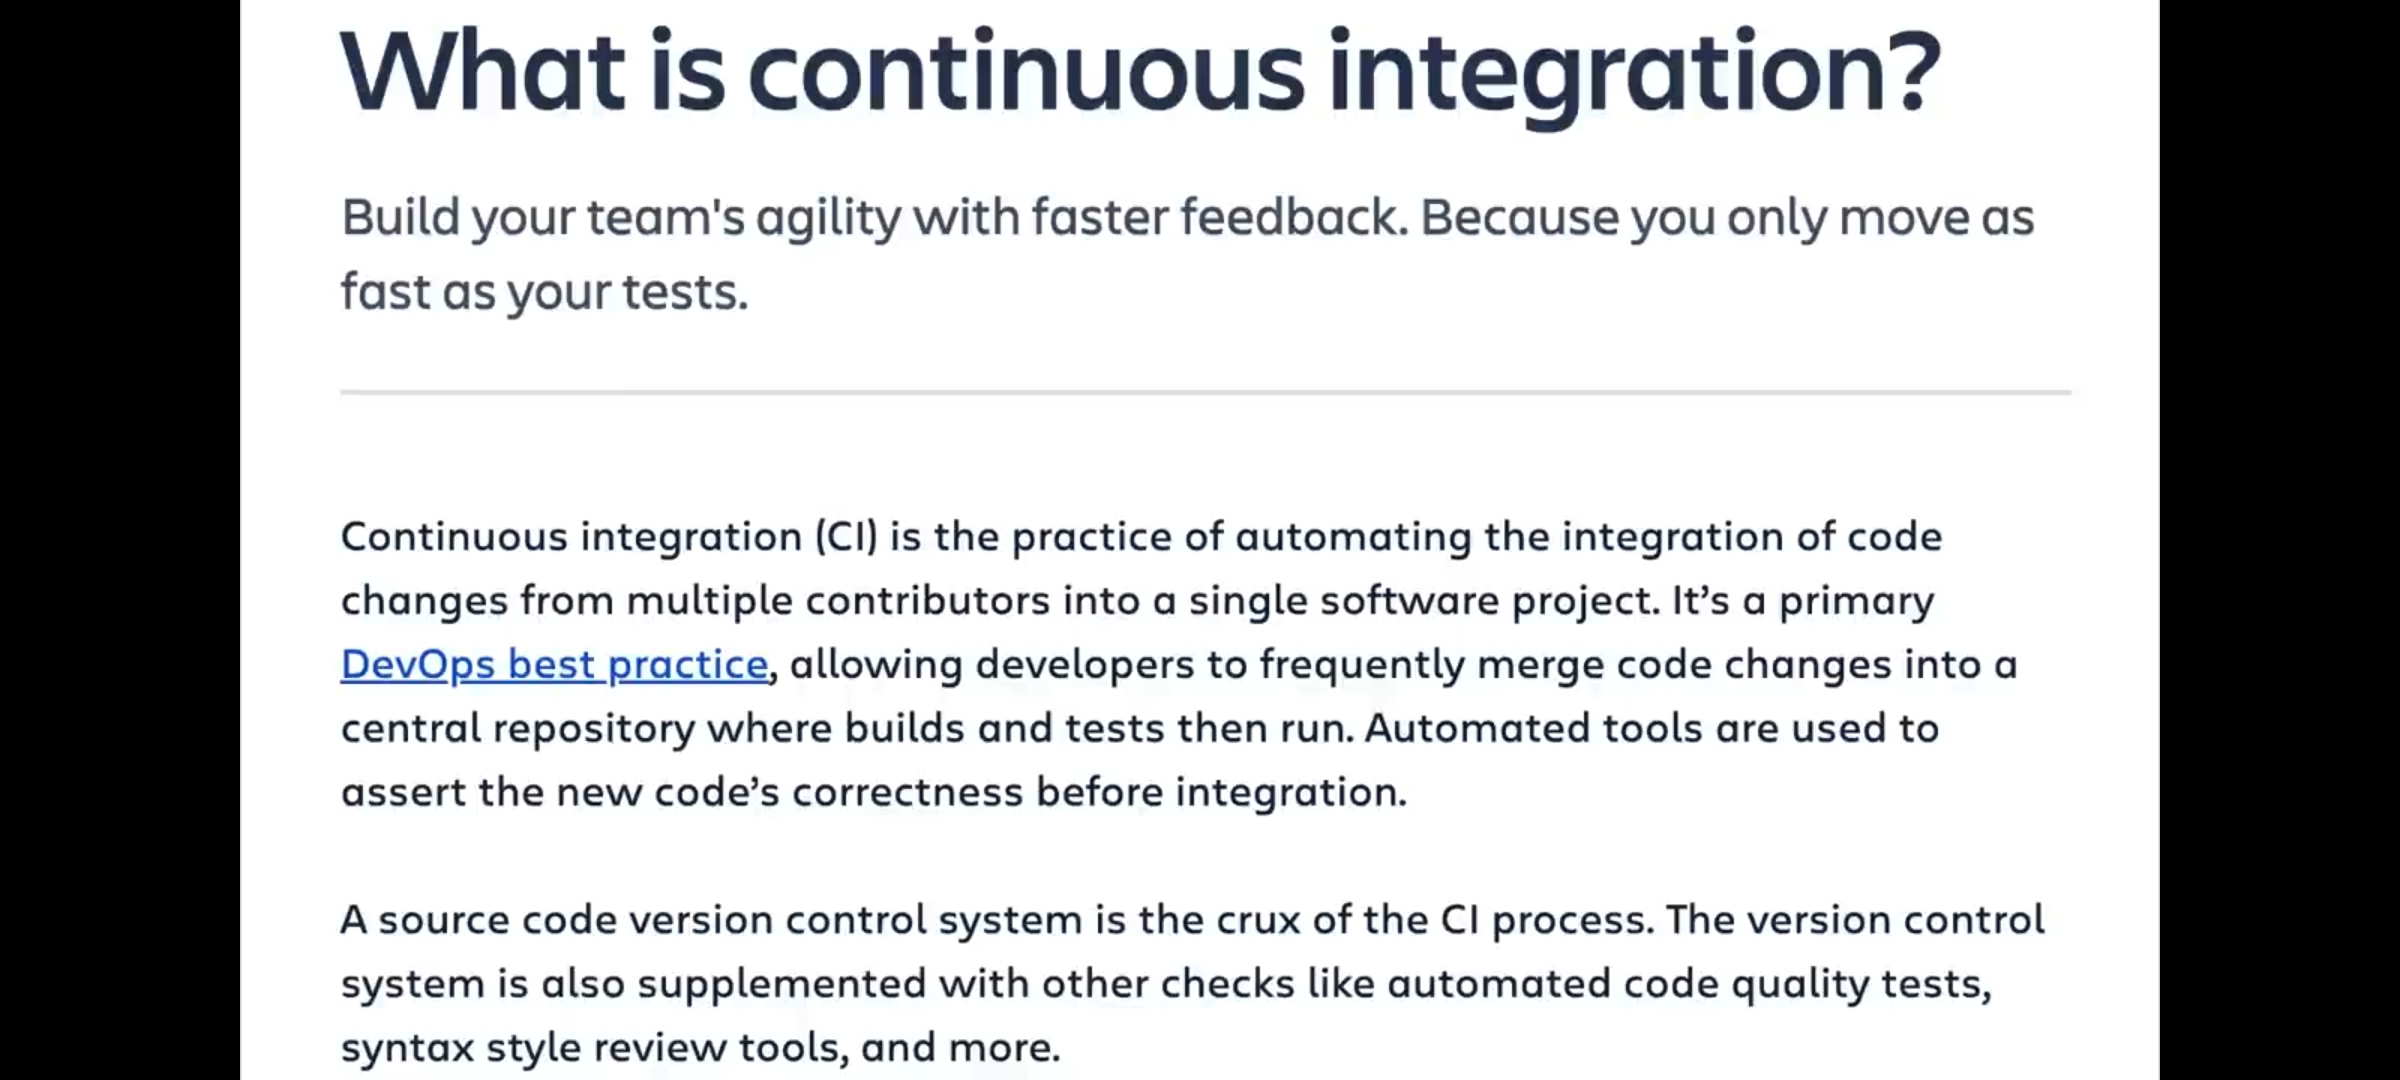 What is continuous integration?
Build your team's agility with faster feedback. Because you only move as
fast as your tests.
Continuous integration (CI) is the practice of automating the integration of code
changes from multiple contributors into a single software project. It’s a primary
DevOps best practice, allowing developers to frequently merge code changes into a
central repository where builds and tests then run. Automated tools are used to
assert the new code’s correctness before integration.
A source code version control system is the crux of the CI process. The version control
system is also supplemented with other checks like automated code quality tests,
syntax style review tools, and more.